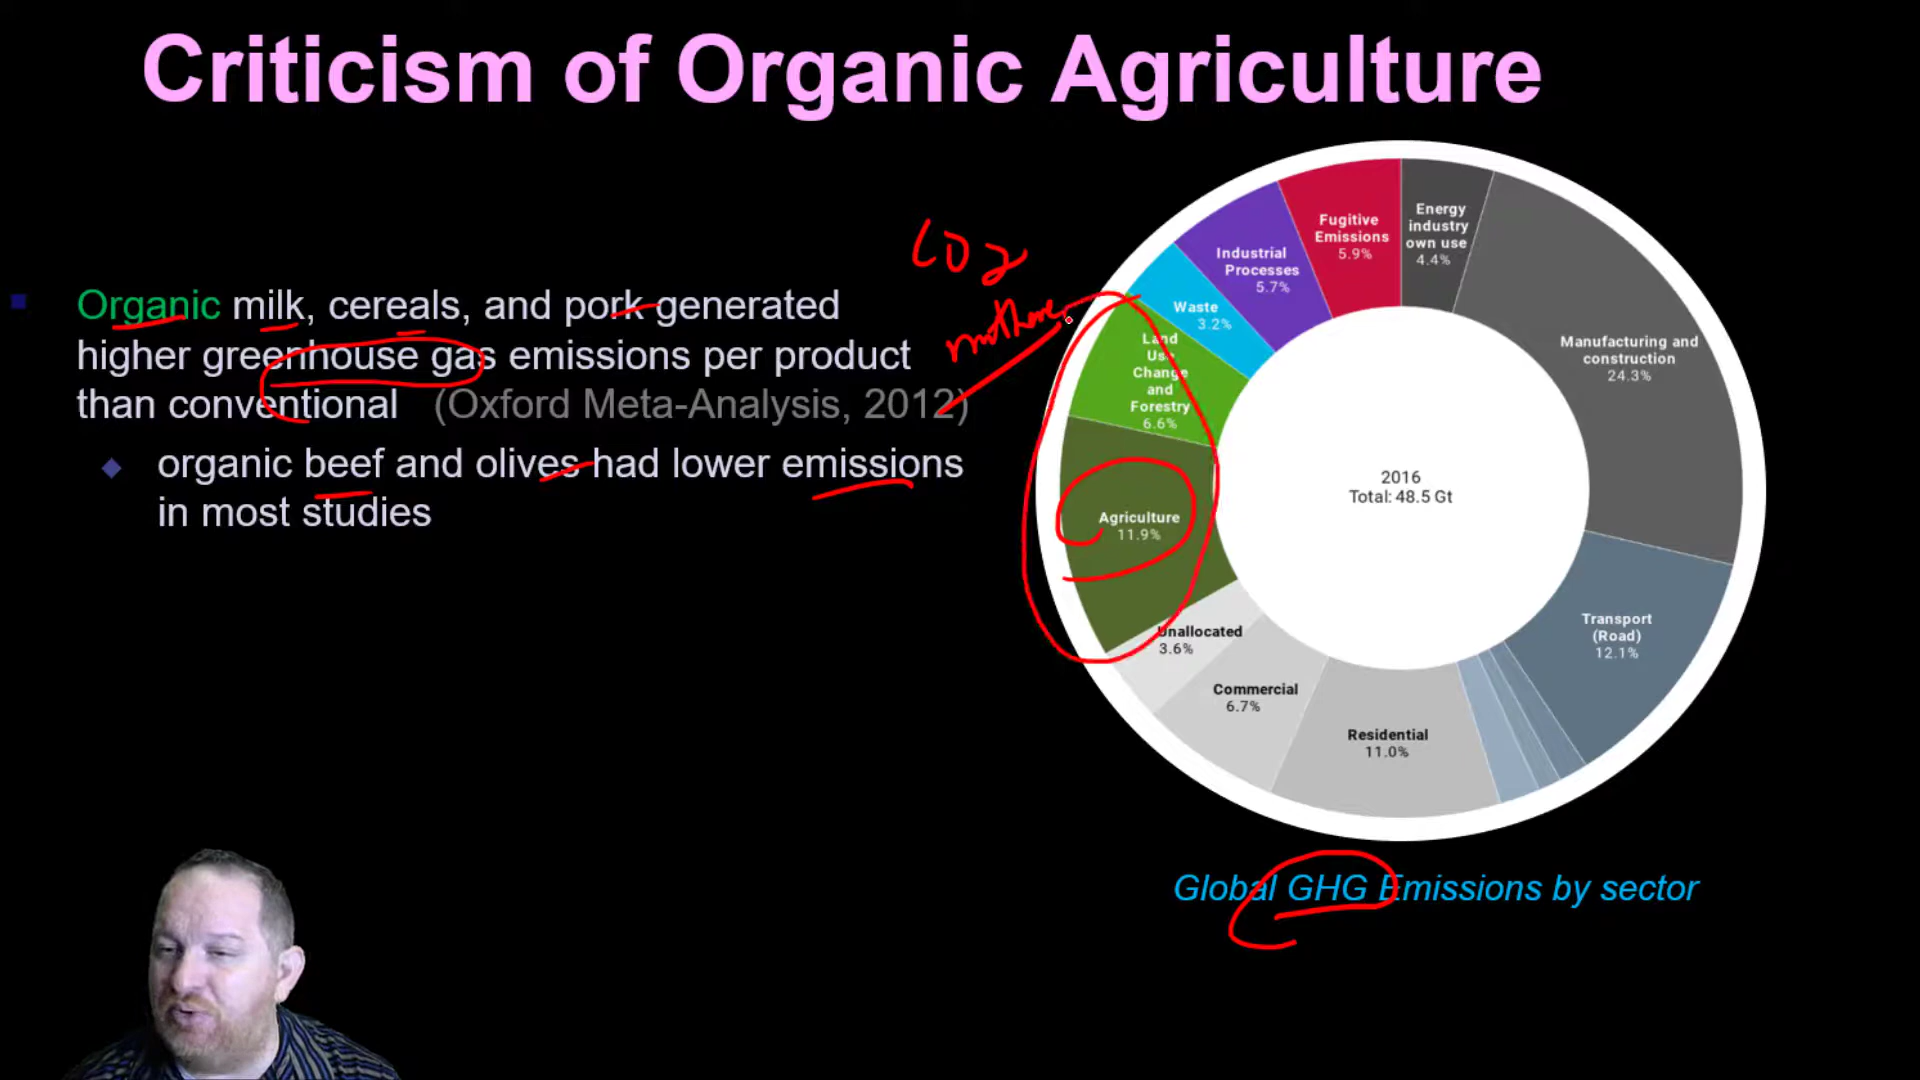 Criticism of Organic Agriculture
Organic milk, cereals, and pork generated
higher greenhouse gas emissions per product
than conventional (Oxford Meta-Analysis, 2012)
organic beef and olives had lower emissions
in most studies
CO2
Fugitive
Emissions
5.9%
Energy
industry
own use
4.4%
Industrial
Processes
5.7%
Waste
3.2%
Land
Use
Change
and
Forestry
6.6%
Manufacturing and
construction
24.3%
2016
Total: 48.5 Gt
Agriculture
11.9%
Transport
(Road)
12.1%
Unallocated
3.6%
Commercial
6.7%
Residential
11.0%
Global GHG Emissions by sector